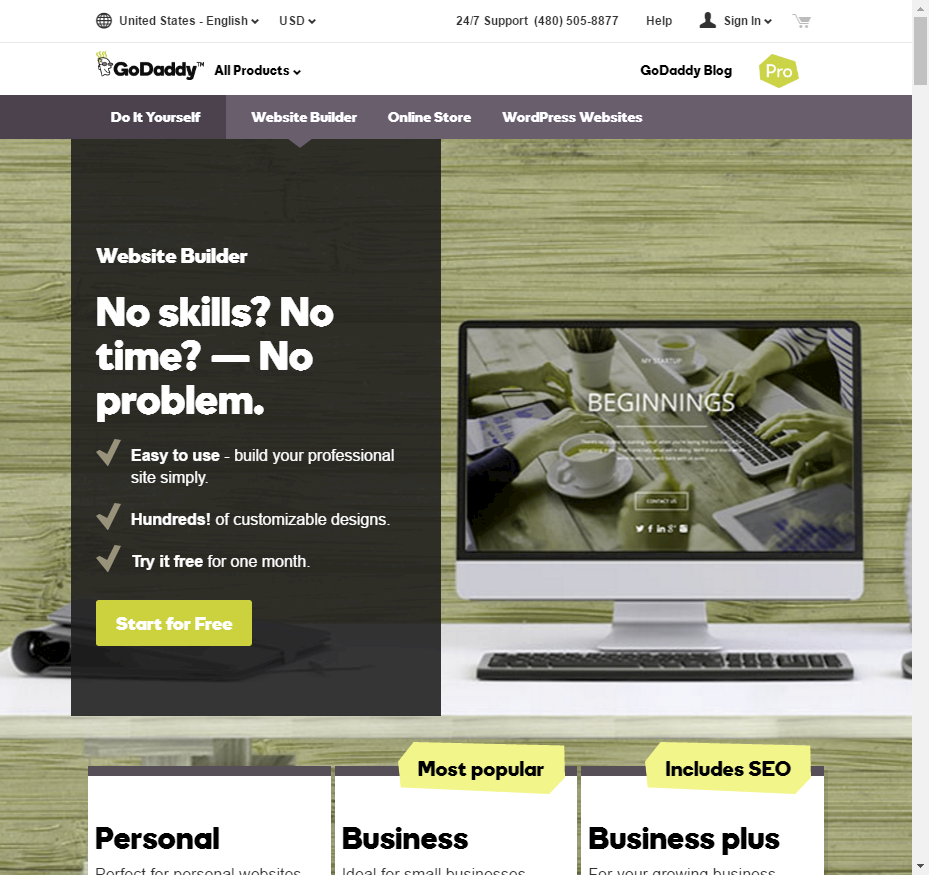 United States - English
USD
24/7 Support (480) 505-8877
Help
Sign In
GoDaddy™
All Products
GoDaddy Blog
Pro
Do It Yourself
Website Builder
Online Store
WordPress Websites
Website Builder
No skills? No
time? — No
problem.
Easy to use - build your professional
site simply.
Hundreds! of customizable designs.
Try it free for one month.
Start for Free
MY STARTUP
BEGINNINGS
CONTACT US
Most popular
Includes SEO
Personal
Business
Business plus
Perfect for personal websites
Ideal for small businesses
For your growing business